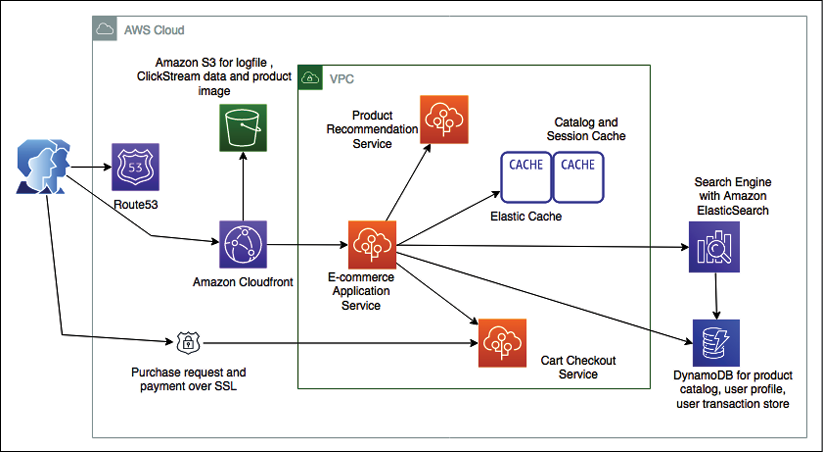 AWS Cloud
Amazon S3 for logfile ,
ClickStream data and product
image
VPC
Product
Recommendation
Service
Catalog and
Session Cache
CACHE
CACHE
Elastic Cache
53
Route53
Search Engine
with Amazon
ElasticSearch
Amazon Cloudfront
E-commerce
Application
Service
Purchase request and
payment over SSL
Cart Checkout
Service
DynamoDB for product
catalog, user profile,
user transaction store